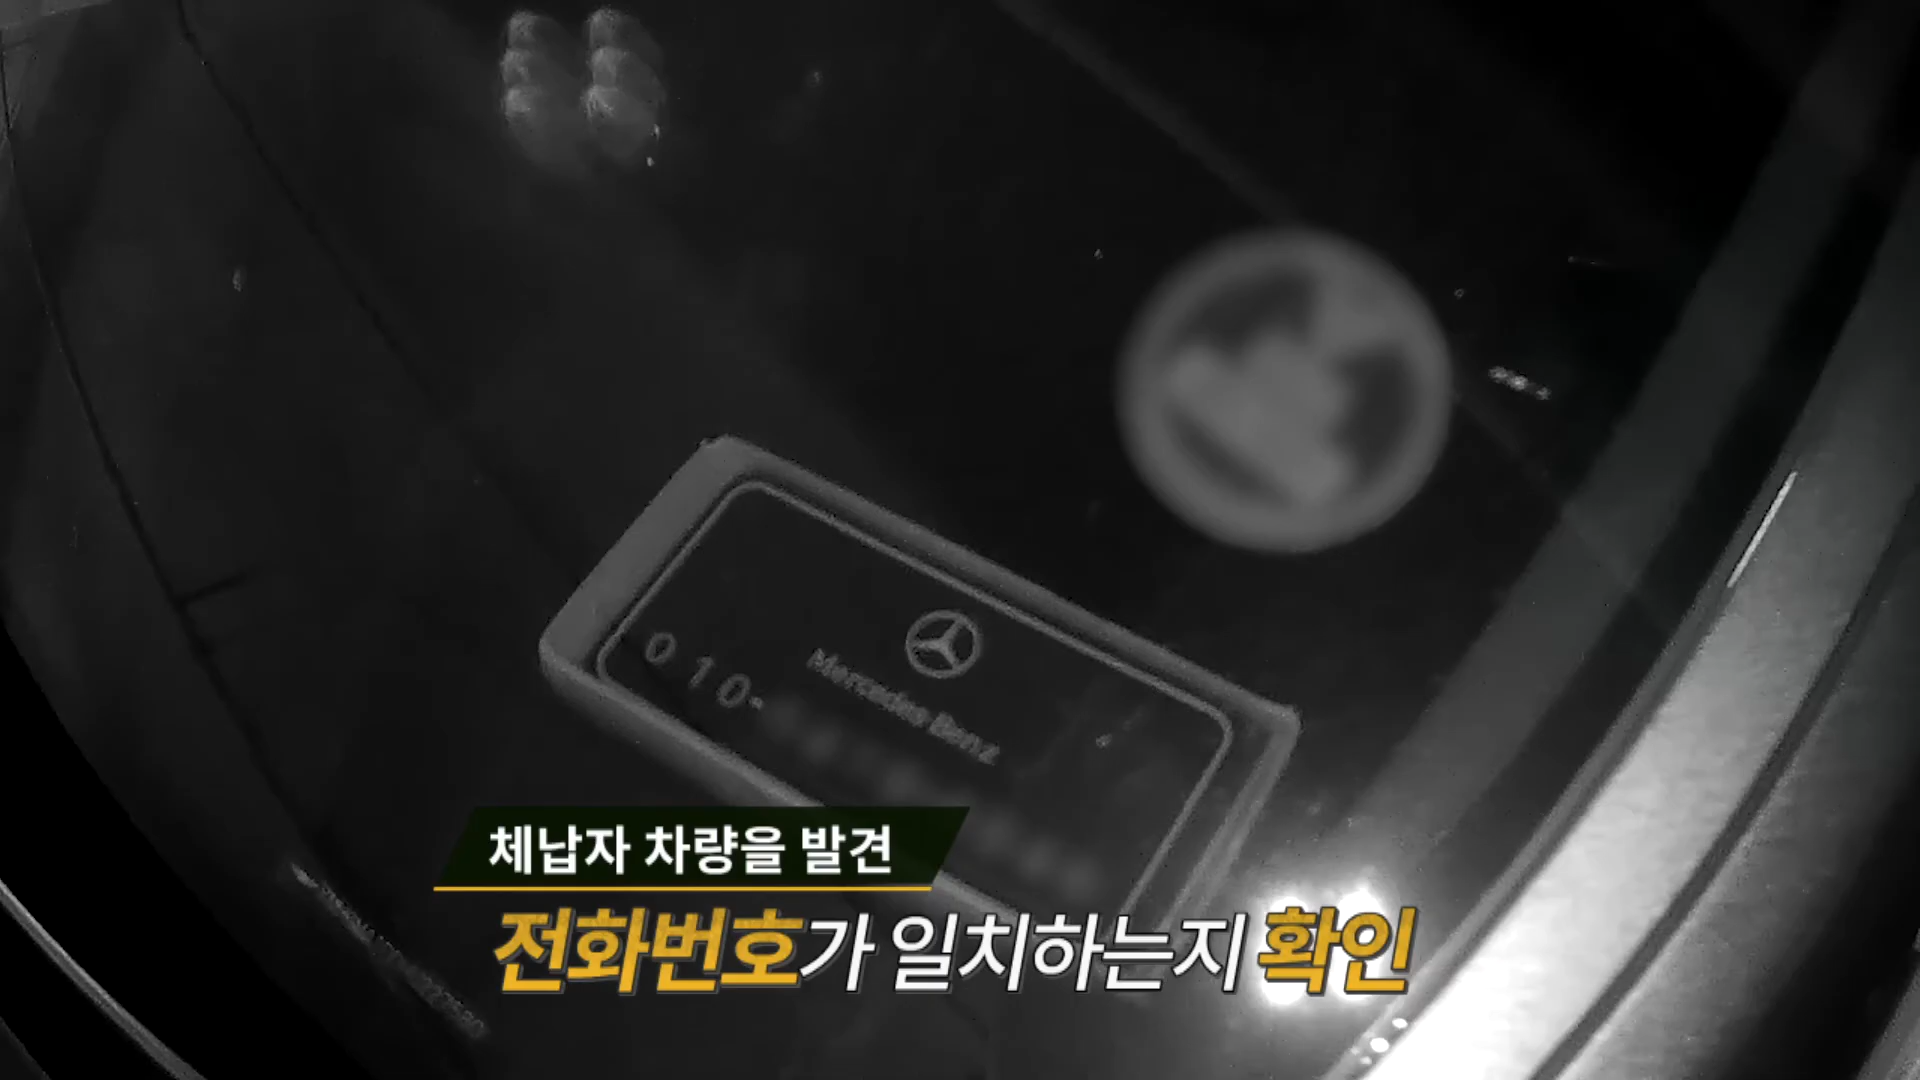 Mercedes Benz
010-
체납자 차량을 발견
전화번호가 일치하는지 확인